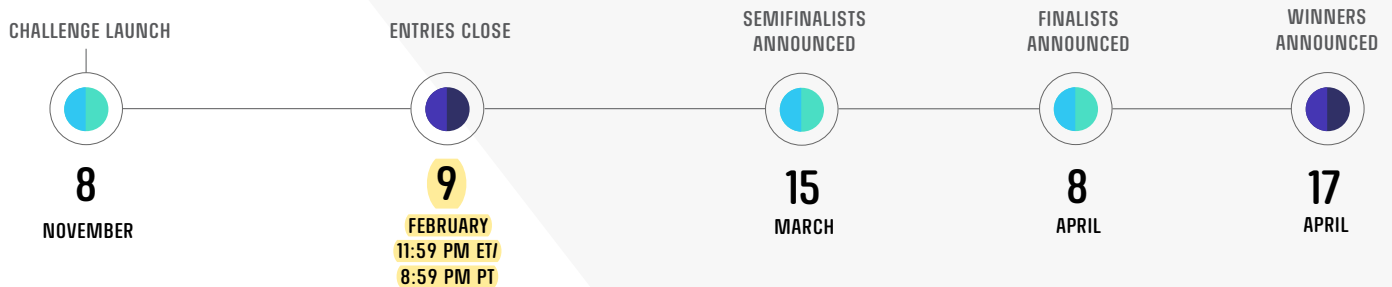 CHALLENGE LAUNCH
8
NOVEMBER
ENTRIES CLOSE
9
FEBRUARY
11:59 PM ET/
8:59 PM PT
SEMIFINALISTS
ANNOUNCED
15
MARCH
FINALISTS
ANNOUNCED
8
APRIL
WINNERS
ANNOUNCED
17
APRIL